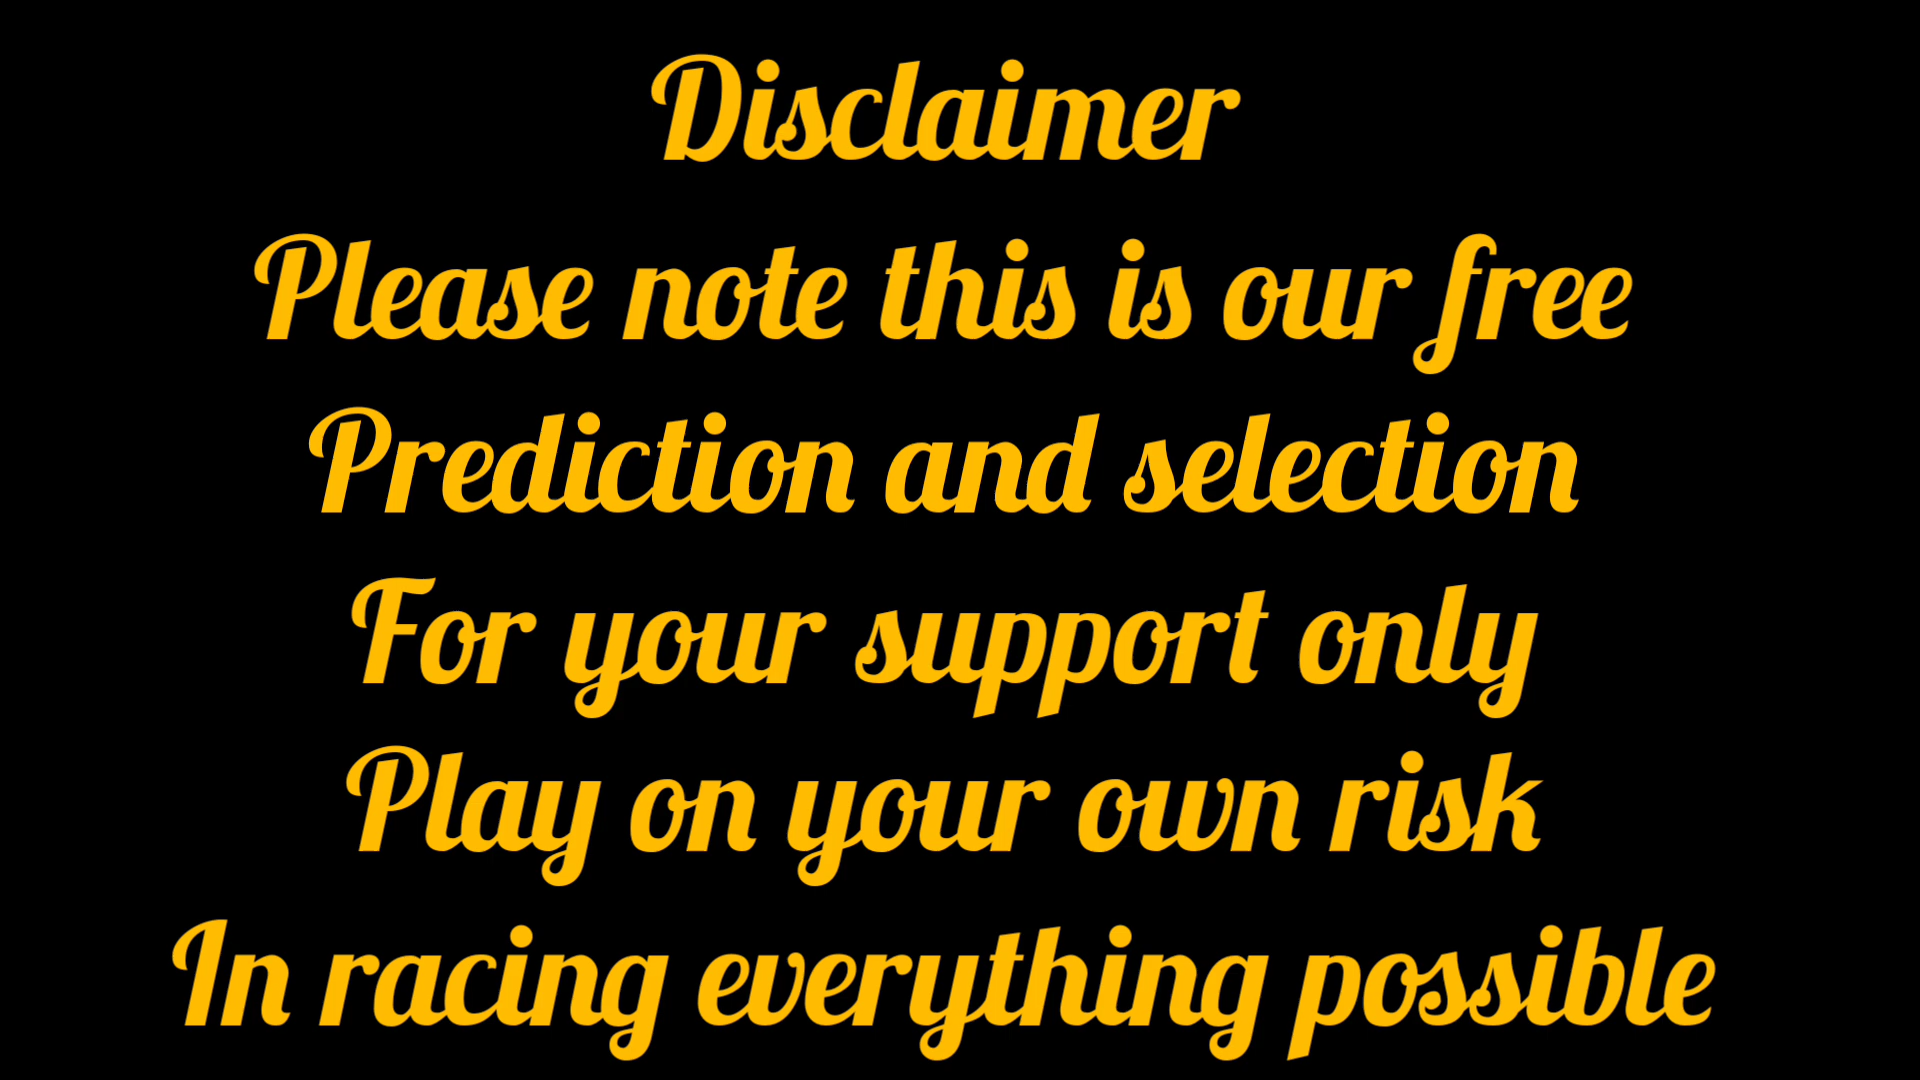 Disclaimer
Please note this is our free
Prediction and selection
For your support only
Play on your own risk
In racing everything possible